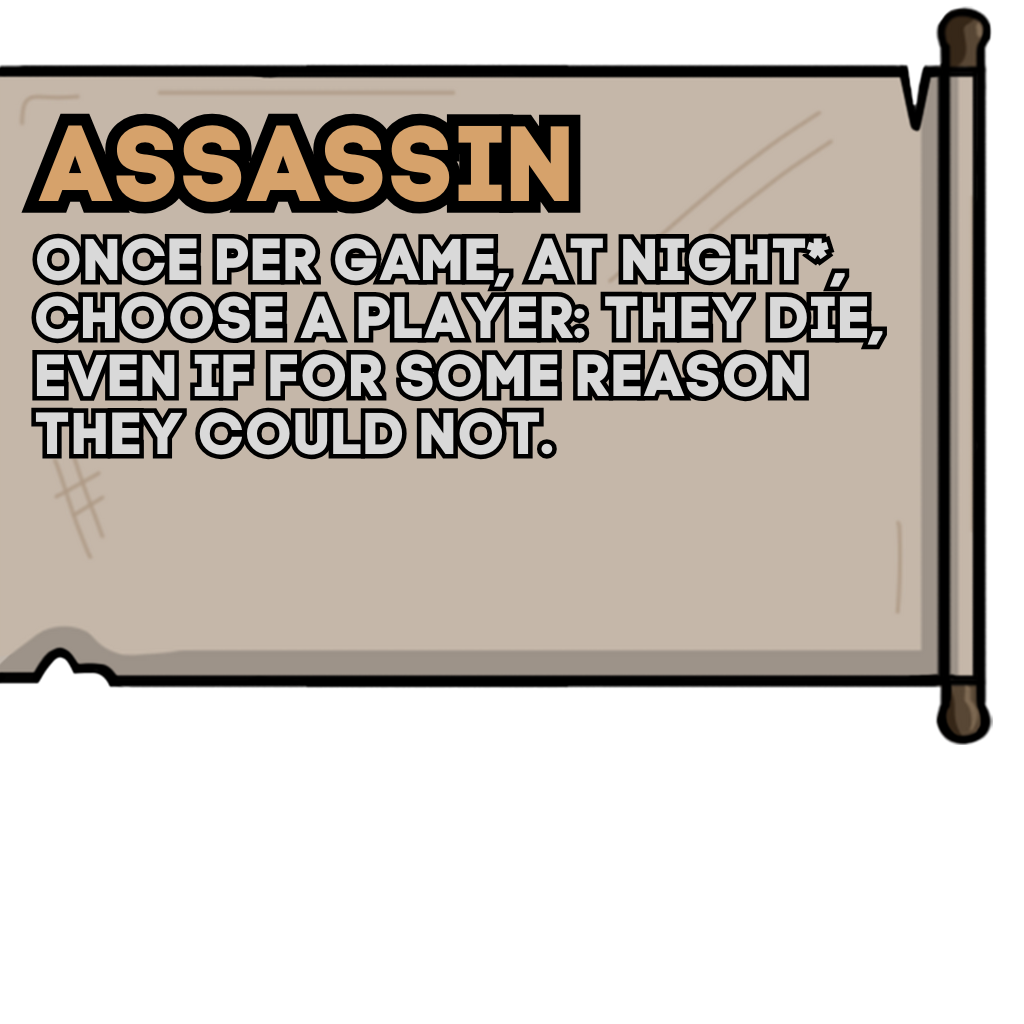 ASSASSIN
ONCE PER GAME, AT NIGHT*,
CHOOSE A PLAYER: THEY DIE,
EVEN IF FOR SOME REASON
THEY COULD NOT.